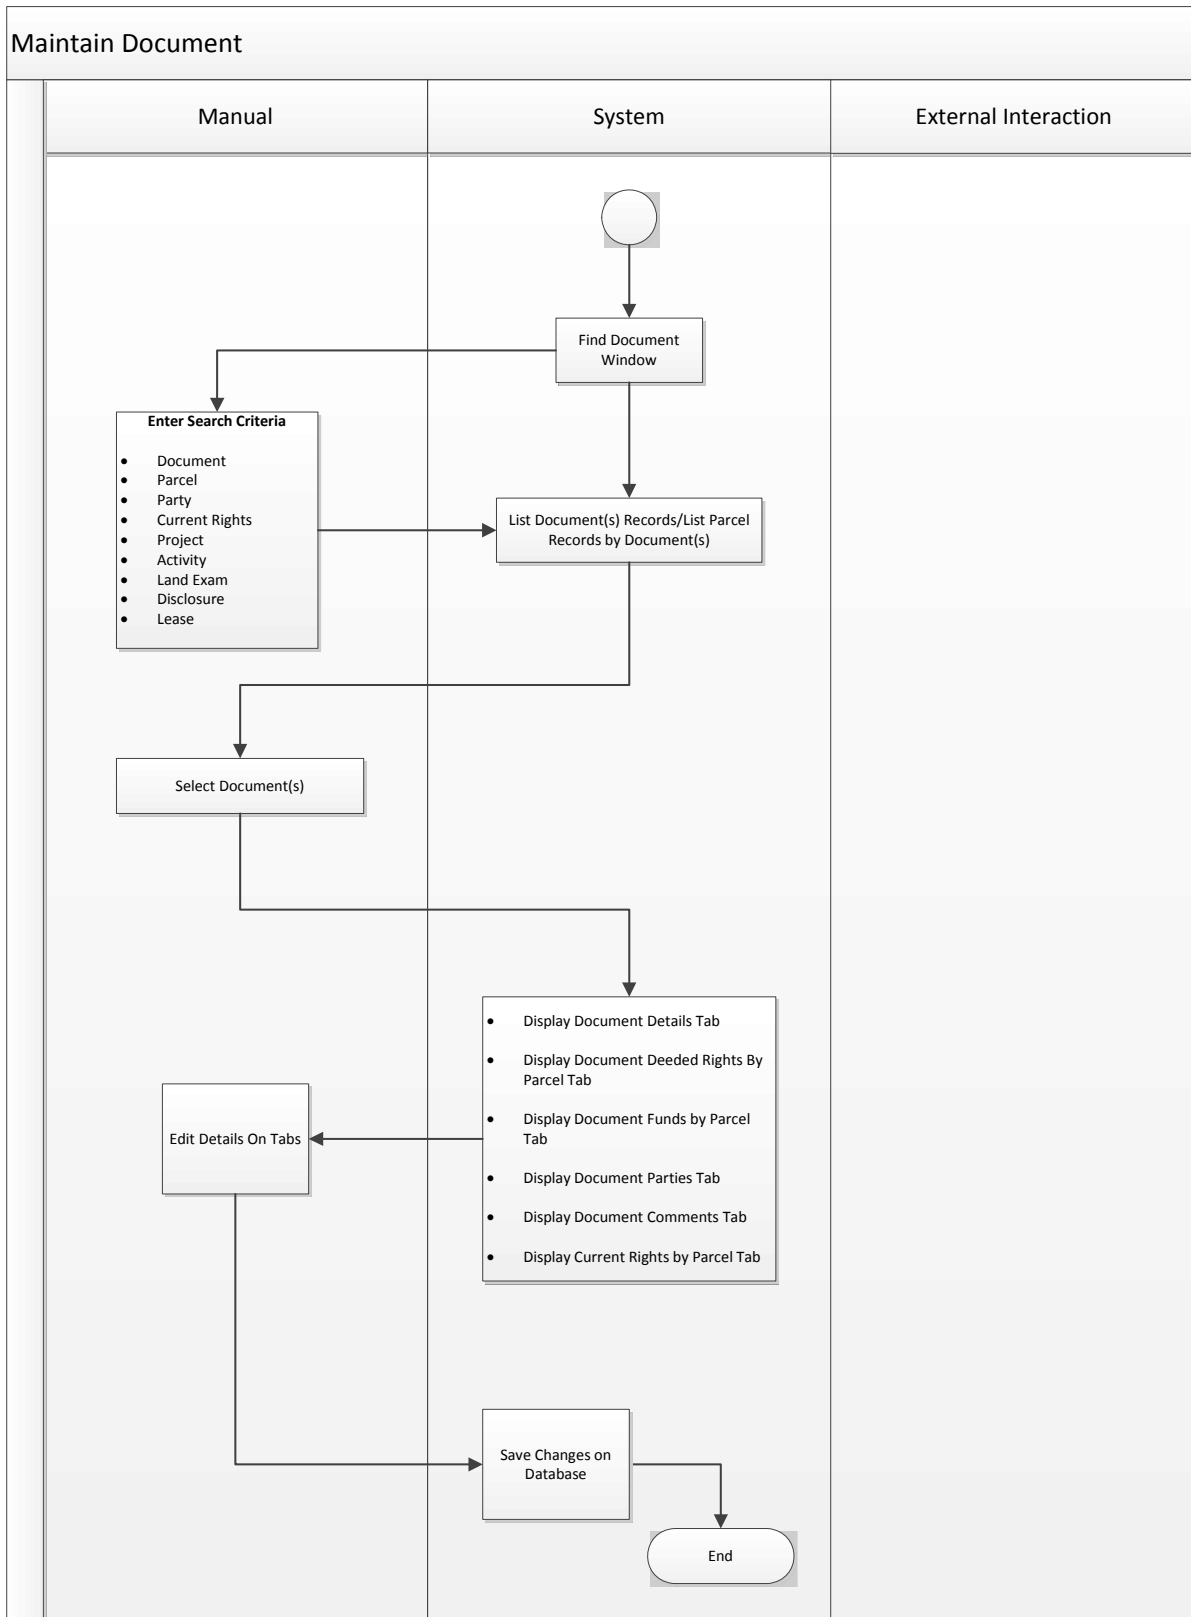 Maintain Document
Manual
System
External Interaction
Find Document
Window
Enter Search Criteria
• Document
• Parcel
• Party
• Current Rights
• Project
• Activity
• Land Exam
• Disclosure
• Lease
List Document(s) Records/List Parcel
Records by Document(s)
Select Document(s)
• Display Document Details Tab
• Display Document Deeded Rights By
Parcel Tab
• Display Document Funds by Parcel
Tab
• Display Document Parties Tab
• Display Document Comments Tab
• Display Current Rights by Parcel Tab
Edit Details On Tabs
Save Changes on
Database
End